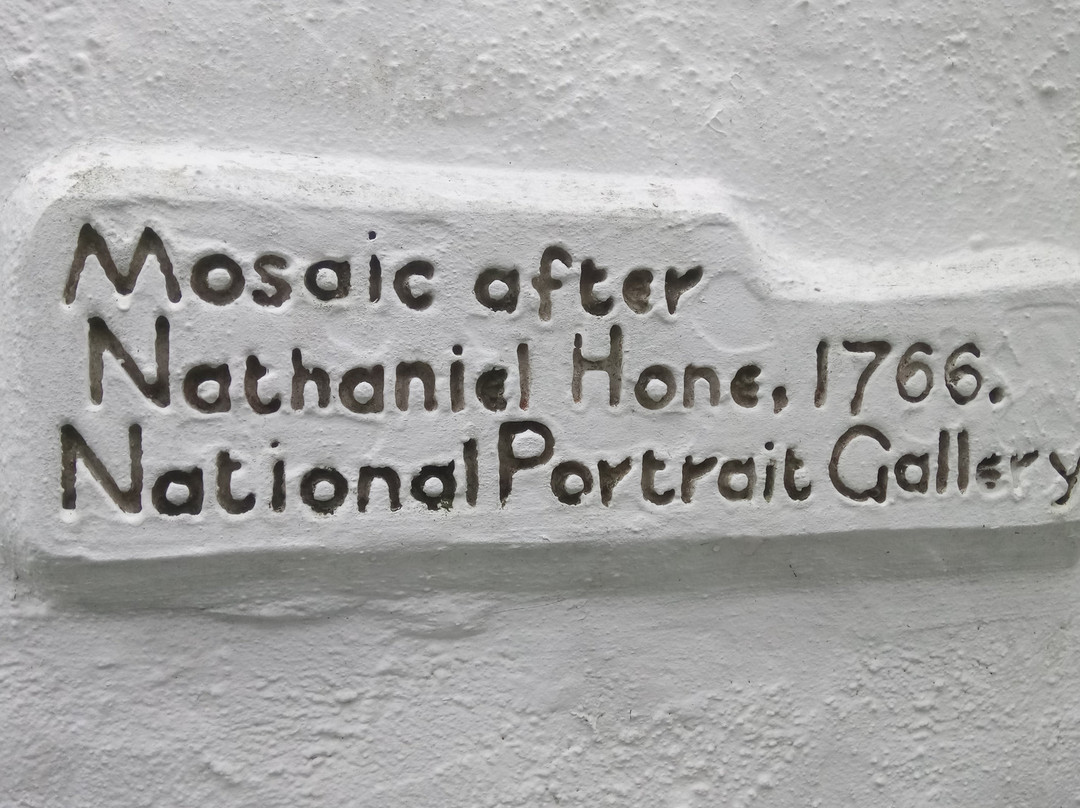 Mosaic after
Nathaniel Hone, 1766.
National Portrait Gallery